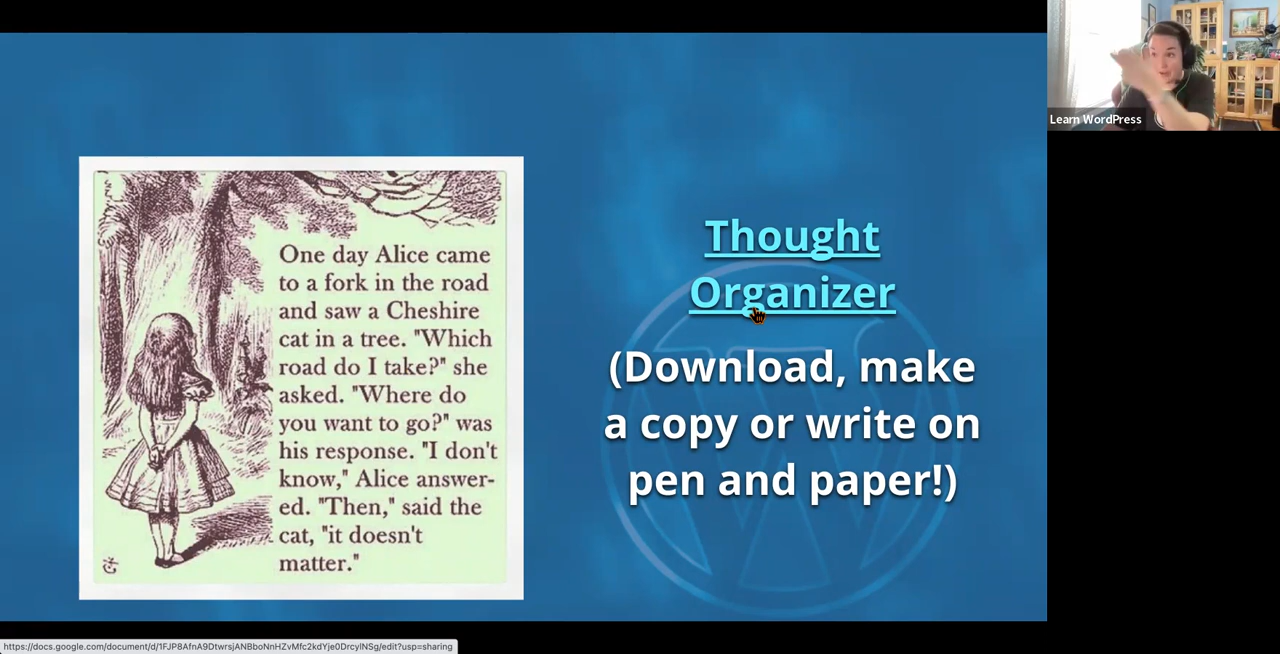 Learn WordPress
One day Alice came
to a fork in the road
and saw a Cheshire
cat in a tree. "Which
road do I take?" she
asked. "Where do
you want to go?" was
his response. "I don't
know," Alice answer-
ed. "Then," said the
cat, "it doesn't
matter."
Thought
Organizer
(Download, make
a copy or write on
pen and paper!)
https://docs.google.com/document/d/1FJP8AfnA9DtwrsjANBboNnHZvMfc2kdYje0DrcylNSg/edit?usp=sharing